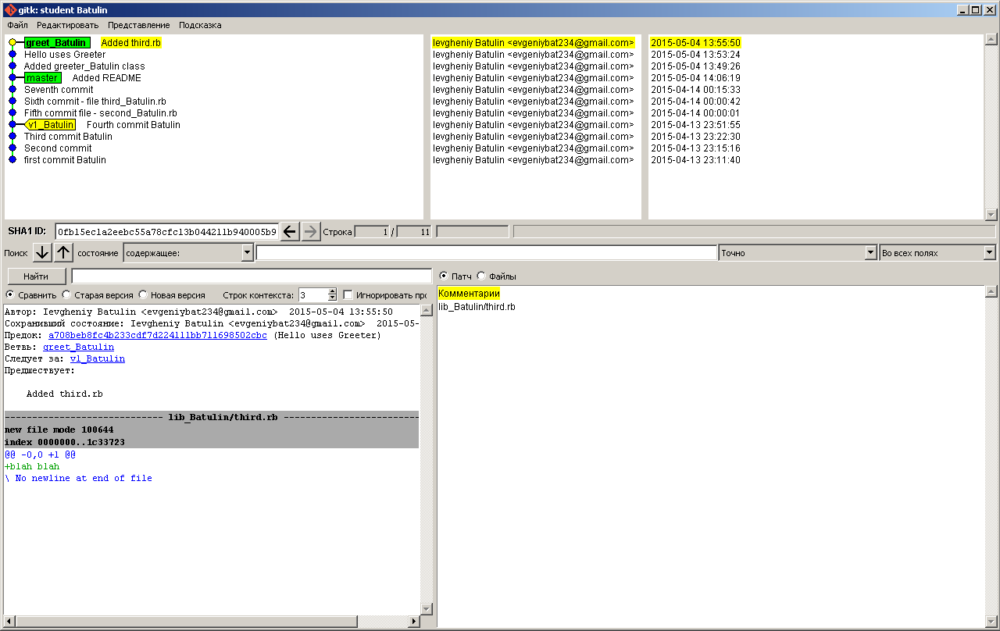 gitk: student Batulin
Файл Редактировать Представление Подсказка
greet_Batulin Added third.rb Ievgheniy Batulin <evgeniybat234@gmail.com> 2015-05-04 13:55:50
Hello uses Greeter Ievgheniy Batulin <evgeniybat234@gmail.com> 2015-05-04 13:53:24
Added greeter_Batulin class Ievgheniy Batulin <evgeniybat234@gmail.com> 2015-05-04 13:49:26
master Added README Ievgheniy Batulin <evgeniybat234@gmail.com> 2015-05-04 14:06:19
Seventh commit Ievgheniy Batulin <evgeniybat234@gmail.com> 2015-04-14 00:15:33
Sixth commit - file third_Batulin.rb Ievgheniy Batulin <evgeniybat234@gmail.com> 2015-04-14 00:00:42
Fifth commit file - second_Batulin.rb Ievgheniy Batulin <evgeniybat234@gmail.com> 2015-04-14 00:00:01
v1_Batulin Fourth commit Batulin Ievgheniy Batulin <evgeniybat234@gmail.com> 2015-04-13 23:51:55
Third commit Batulin Ievgheniy Batulin <evgeniybat234@gmail.com> 2015-04-13 23:22:30
Second commit Ievgheniy Batulin <evgeniybat234@gmail.com> 2015-04-13 23:15:16
first commit Batulin Ievgheniy Batulin <evgeniybat234@gmail.com> 2015-04-13 23:11:40
SHA1 ID: 0fb15ec1a2eebc55a78cfc13b044211b940005b9 Строка 1 / 11
Поиск состояние содержащее: Точно Во всех полях
Найти Патч Файлы
Сравнить Старая версия Новая версия Строк контекста: 3 Игнорировать про
Комментарии
lib_Batulin/third.rb
Автор: Ievgheniy Batulin <evgeniybat234@gmail.com> 2015-05-04 13:55:50
Сохранивший состояние: Ievgheniy Batulin <evgeniybat234@gmail.com> 2015-05-
Предок: a708beb8fc4b233cdf7d224111bb711698502cbc (Hello uses Greeter)
Ветвь: greet_Batulin
Следует за: v1_Batulin
Предшествует:
Added third.rb
----------------------------- lib_Batulin/third.rb -------------------------
new file mode 100644
index 0000000..1c33723
@@ -0,0 +1 @@
+blah blah
\ No newline at end of file